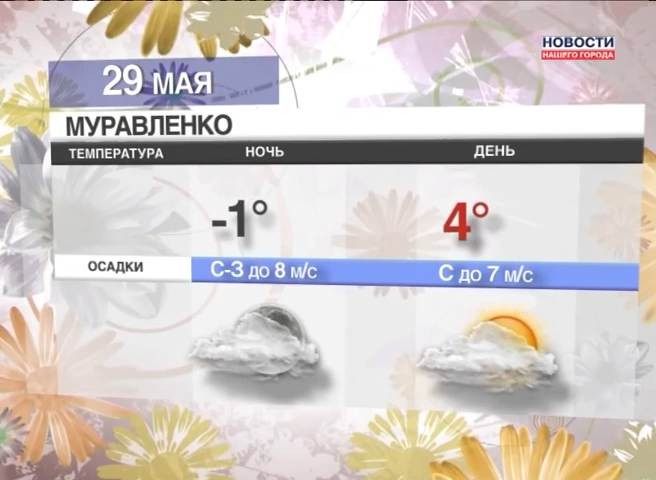 НОВОСТИ
НАШЕГО ГОРОДА
29 МАЯ
МУРАВЛЕНКО
ТЕМПЕРАТУРА НОЧЬ ДЕНЬ
-1° 4°
ОСАДКИ С-З ДО 8 М/С С ДО 7 М/С